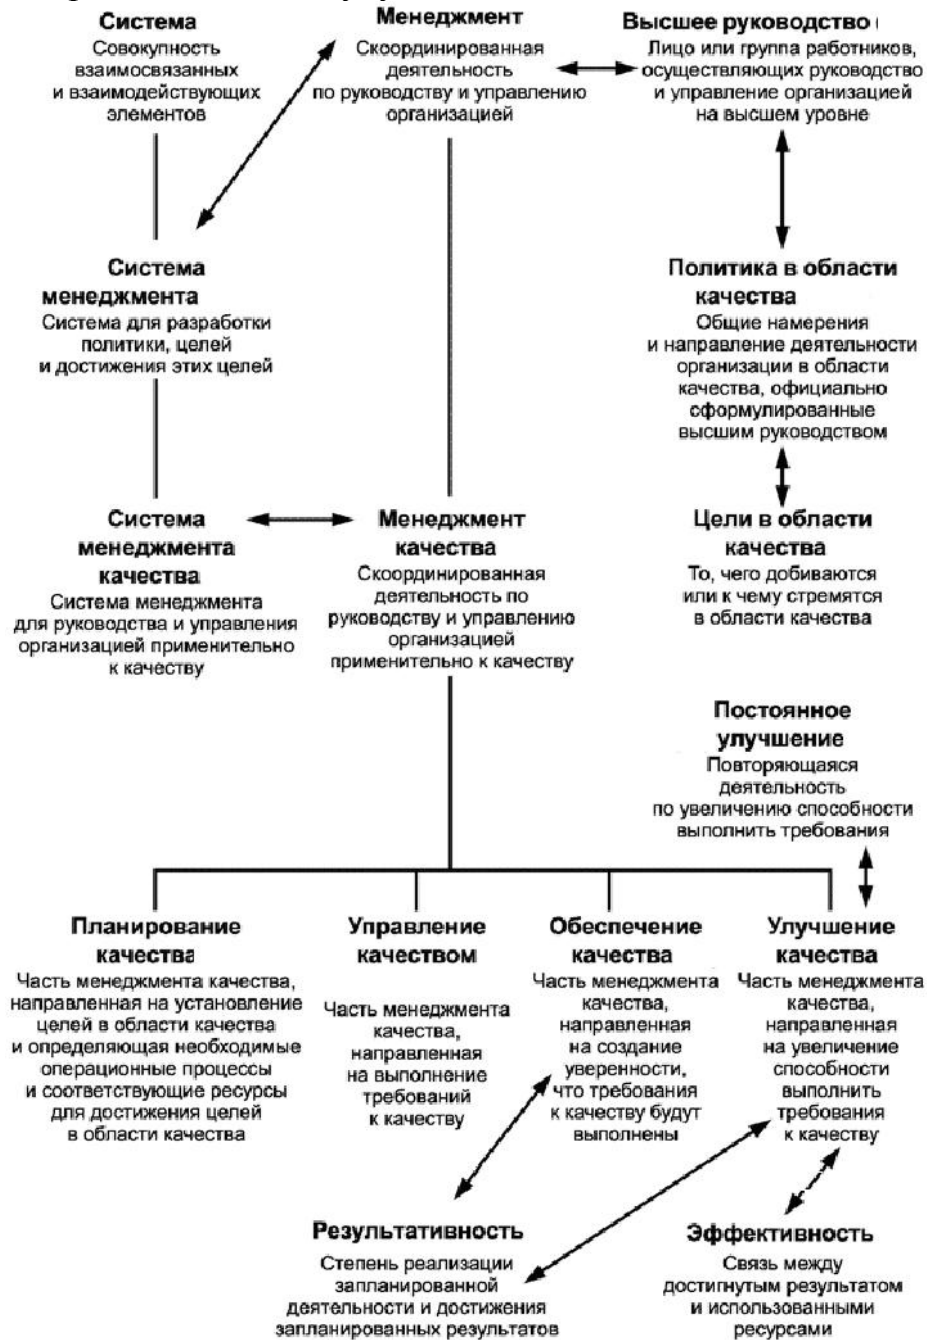 Система
Совокупность
взаимосвязанных
и взаимодействующих
элементов
Менеджмент
Скоординированная
деятельность
по руководству и управлению
организацией
Высшее руководство (
Лицо или группа работников,
осуществляющих руководство
и управление организацией
на высшем уровне
Система
менеджмента
Система для разработки
политики, целей
и достижения этих целей
Политика в области
качества
Общие намерения
и направление деятельности
организации в области
качества, официально
сформулированные
высшим руководством
Система
менеджмента
качества
Система менеджмента
для руководства и управления
организацией применительно
к качеству
Менеджмент
качества
Скоординированная
деятельность по
руководству и управлению
организацией
применительно к качеству
Цели в области
качества
То, чего добиваются
или к чему стремятся
в области качества
Постоянное
улучшение
Повторяющаяся
деятельность
по увеличению способности
выполнить требования
Планирование
качества
Часть менеджмента качества,
направленная на установление
целей в области качества
и определяющая необходимые
операционные процессы
и соответствующие ресурсы
для достижения целей
в области качества
Управление
качеством
Часть менеджмента
качества,
направленная
на выполнение
требований
к качеству
Обеспечение
качества
Часть менеджмента
качества,
направленная
на создание
уверенности,
что требования
к качеству будут
выполнены
Улучшение
качества
Часть менеджмента
качества,
направленная
на увеличение
способности
выполнить
требования
к качеству
Результативность
Степень реализации
запланированной
деятельности и достижения
запланированных результатов
Эффективность
Связь между
достигнутым результатом
и использованными
ресурсами